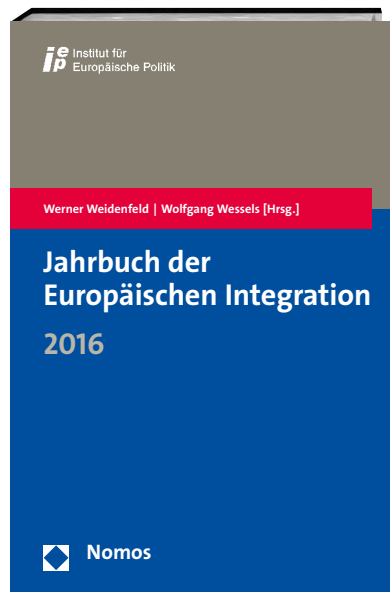 iep Institut für
Europäische Politik
Werner Weidenfeld | Wolfgang Wessels [Hrsg.]
Jahrbuch der
Europäischen Integration
2016
Nomos